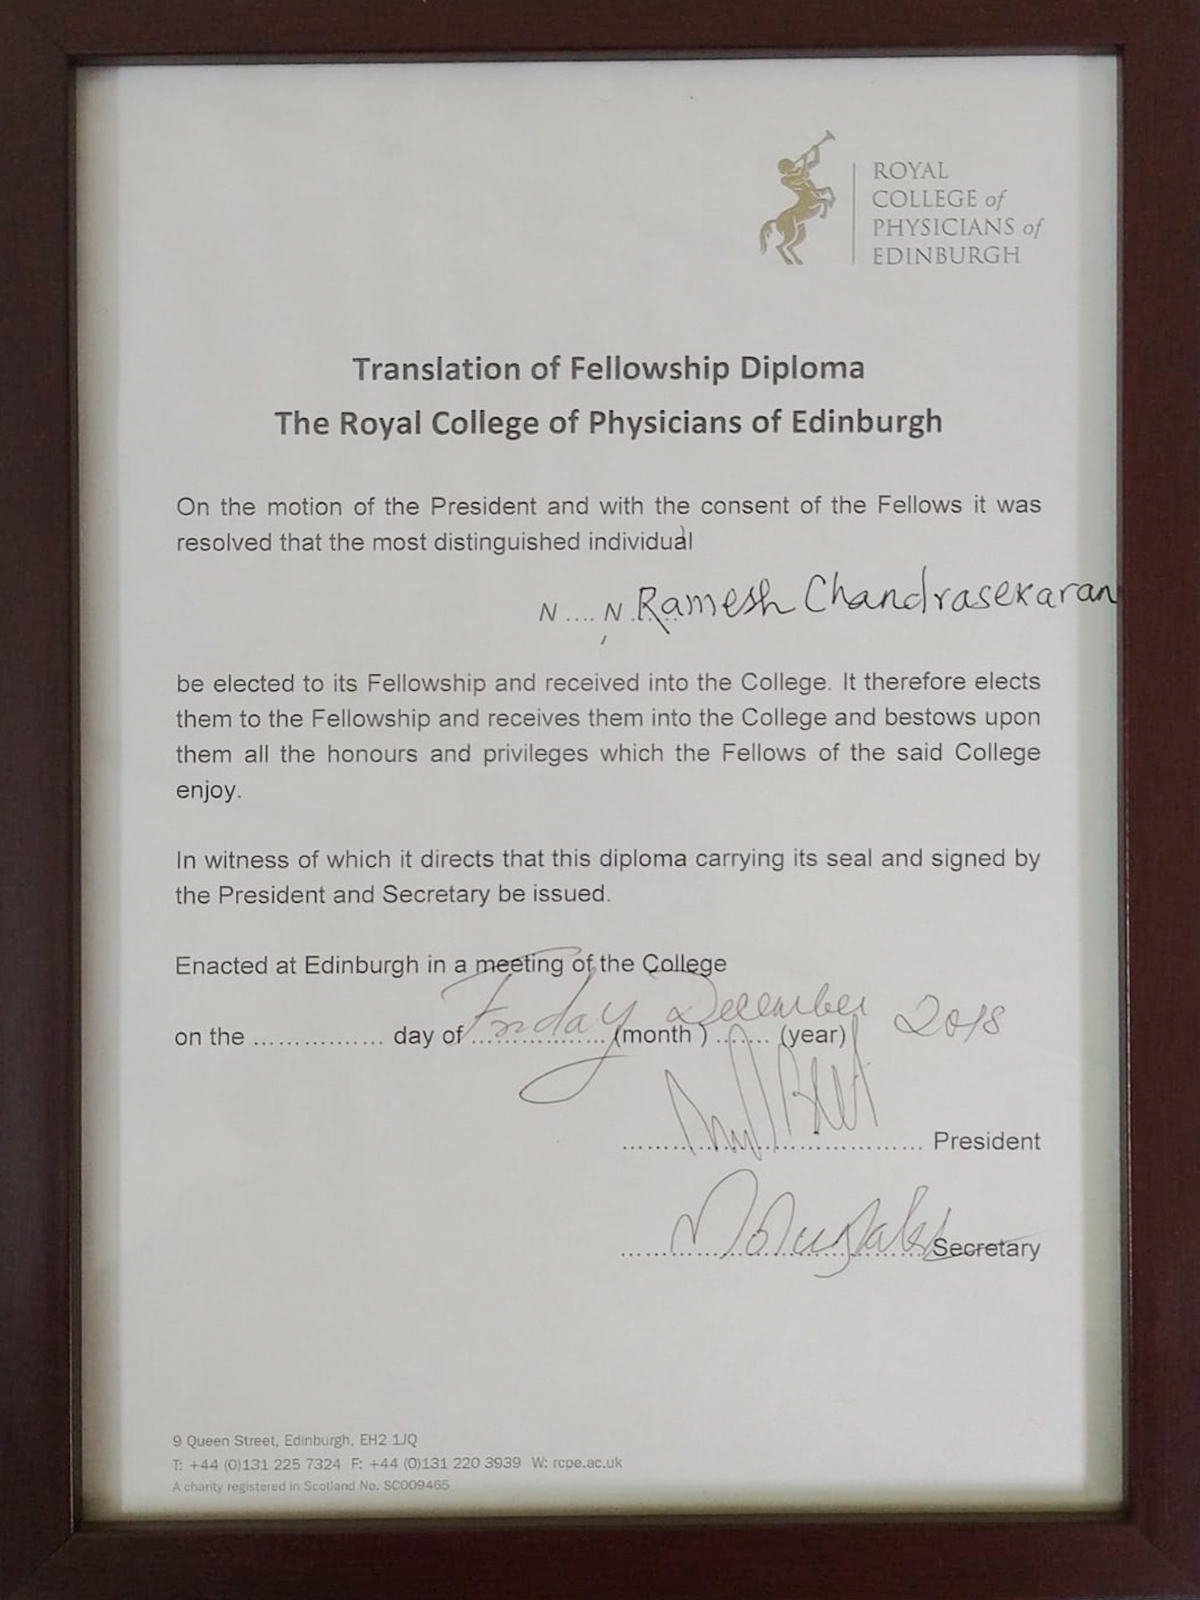 ROYAL
COLLEGE of
PHYSICIANS of
EDINBURGH
Translation of Fellowship Diploma
The Royal College of Physicians of Edinburgh
On the motion of the President and with the consent of the Fellows it was
resolved that the most distinguished individual
N .... N ..... Ramesh Chandrasekaran
be elected to its Fellowship and received into the College. It therefore elects
them to the Fellowship and receives them into the College and bestows upon
them all the honours and privileges which the Fellows of the said College
enjoy.
In witness of which it directs that this diploma carrying its seal and signed by
the President and Secretary be issued.
Enacted at Edinburgh in a meeting of the College
on the ................ day of Friday (month ) December (year) 2018
President
Secretary
9 Queen Street, Edinburgh, EH2 1JQ
T: +44 (0)131 225 7324 F: +44 (0)131 220 3939 W: rcpe.ac.uk
A charity registered in Scotland No. SC009465